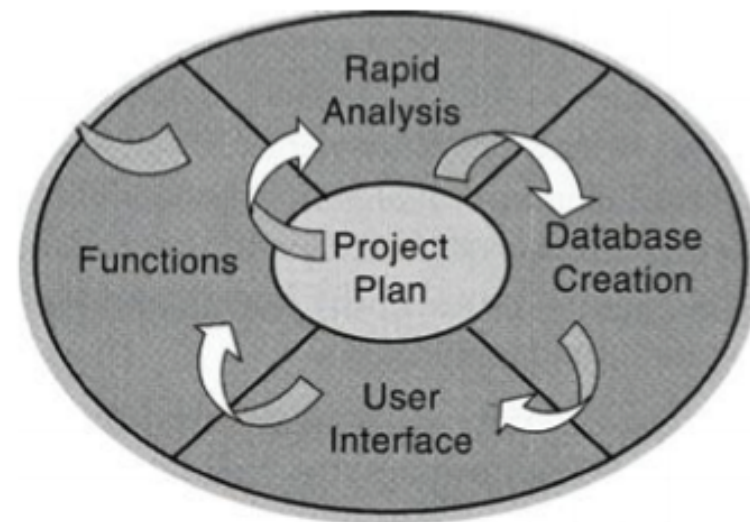 Rapid
Analysis
Database
Creation
User
Interface
Functions
Project
Plan